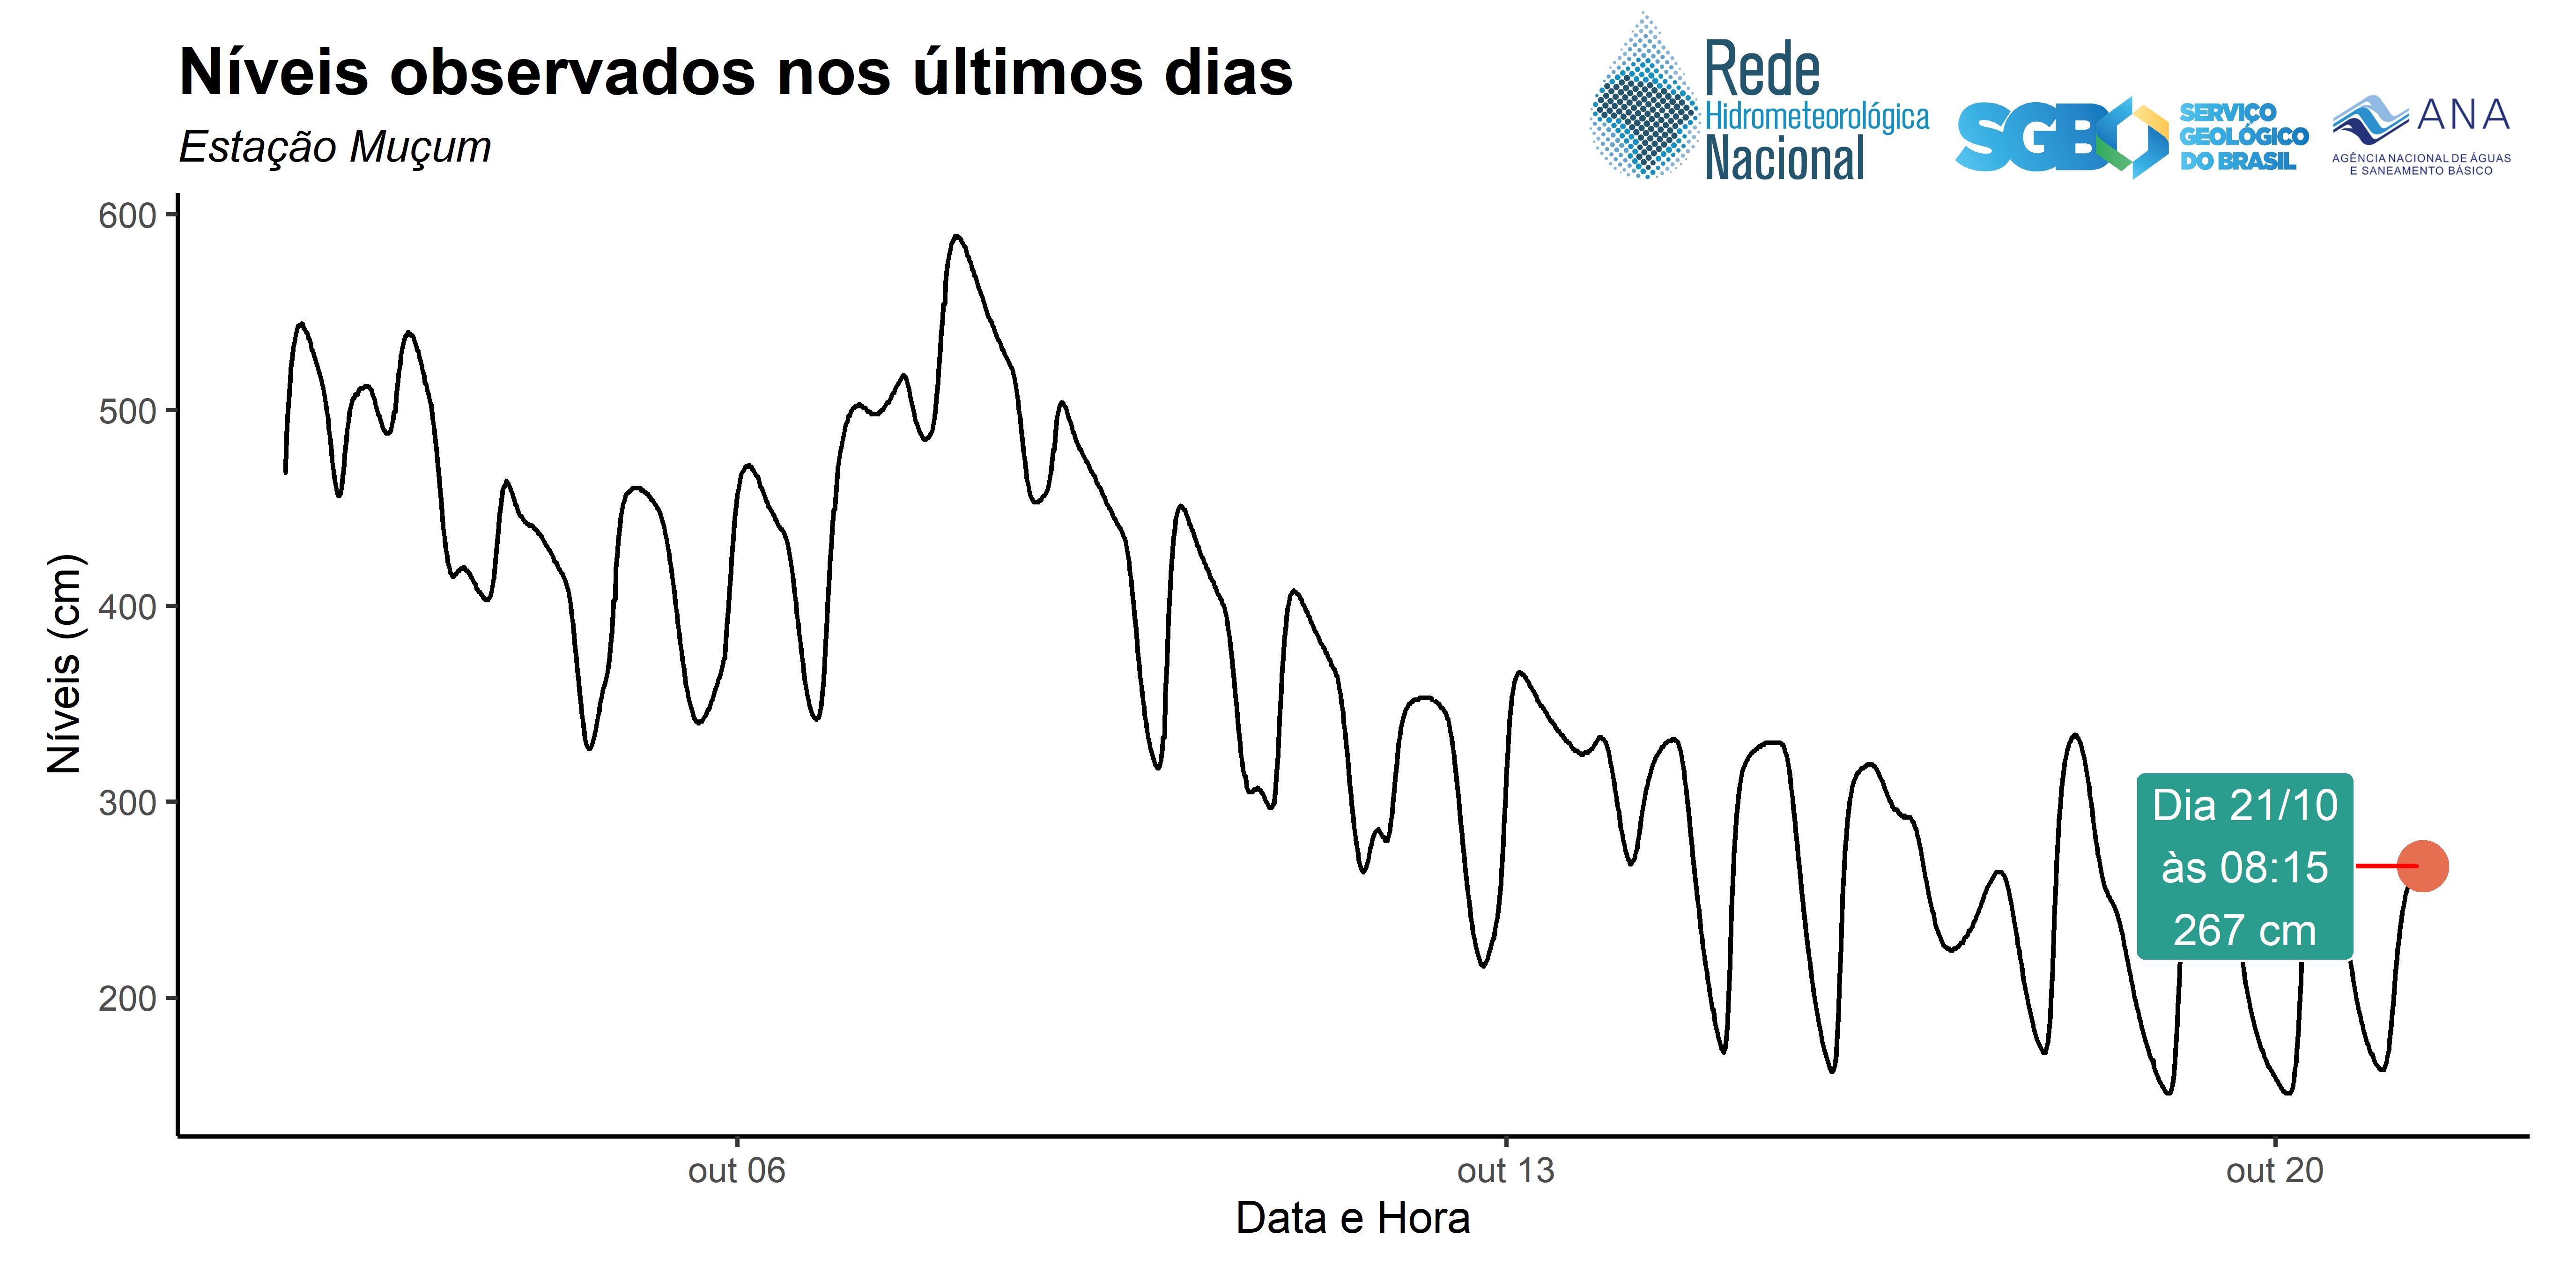 Níveis observados nos últimos dias
Estação Muçum
Rede
Hidrometeorológica
Nacional
SGB
SERVIÇO
GEOLÓGICO
DO BRASIL
ANA
AGÊNCIA NACIONAL DE ÁGUAS
E SANEAMENTO BÁSICO
Níveis (cm)
600
500
400
300
200
Dia 21/10
às 08:15
267 cm
out 06
out 13
out 20
Data e Hora